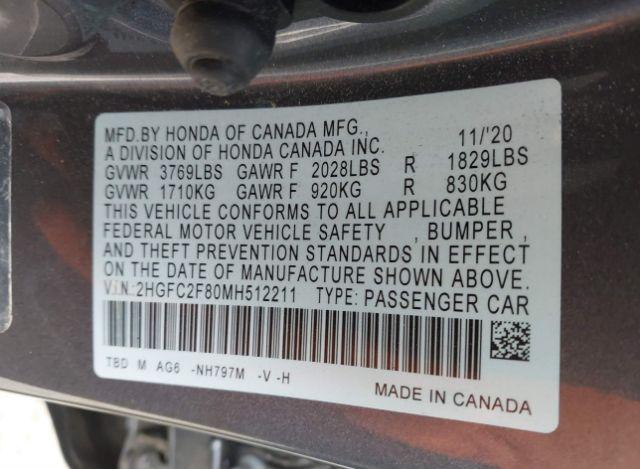 MFD.BY HONDA OF CANADA MFG., 11/'20
A DIVISION OF HONDA CANADA INC.
GVWR 3769LBS GAWR F 2028LBS R 1829LBS
GVWR 1710KG GAWR F 920KG R 830KG
THIS VEHICLE CONFORMS TO ALL APPLICABLE
FEDERAL MOTOR VEHICLE SAFETY , BUMPER ,
AND THEFT PREVENTION STANDARDS IN EFFECT
ON THE DATE OF MANUFACTURE SHOWN ABOVE.
V.I.N.:2HGFC2F80MH512211 TYPE: PASSENGER CAR
TBD M AG6 -NH797M -V -H
MADE IN CANADA